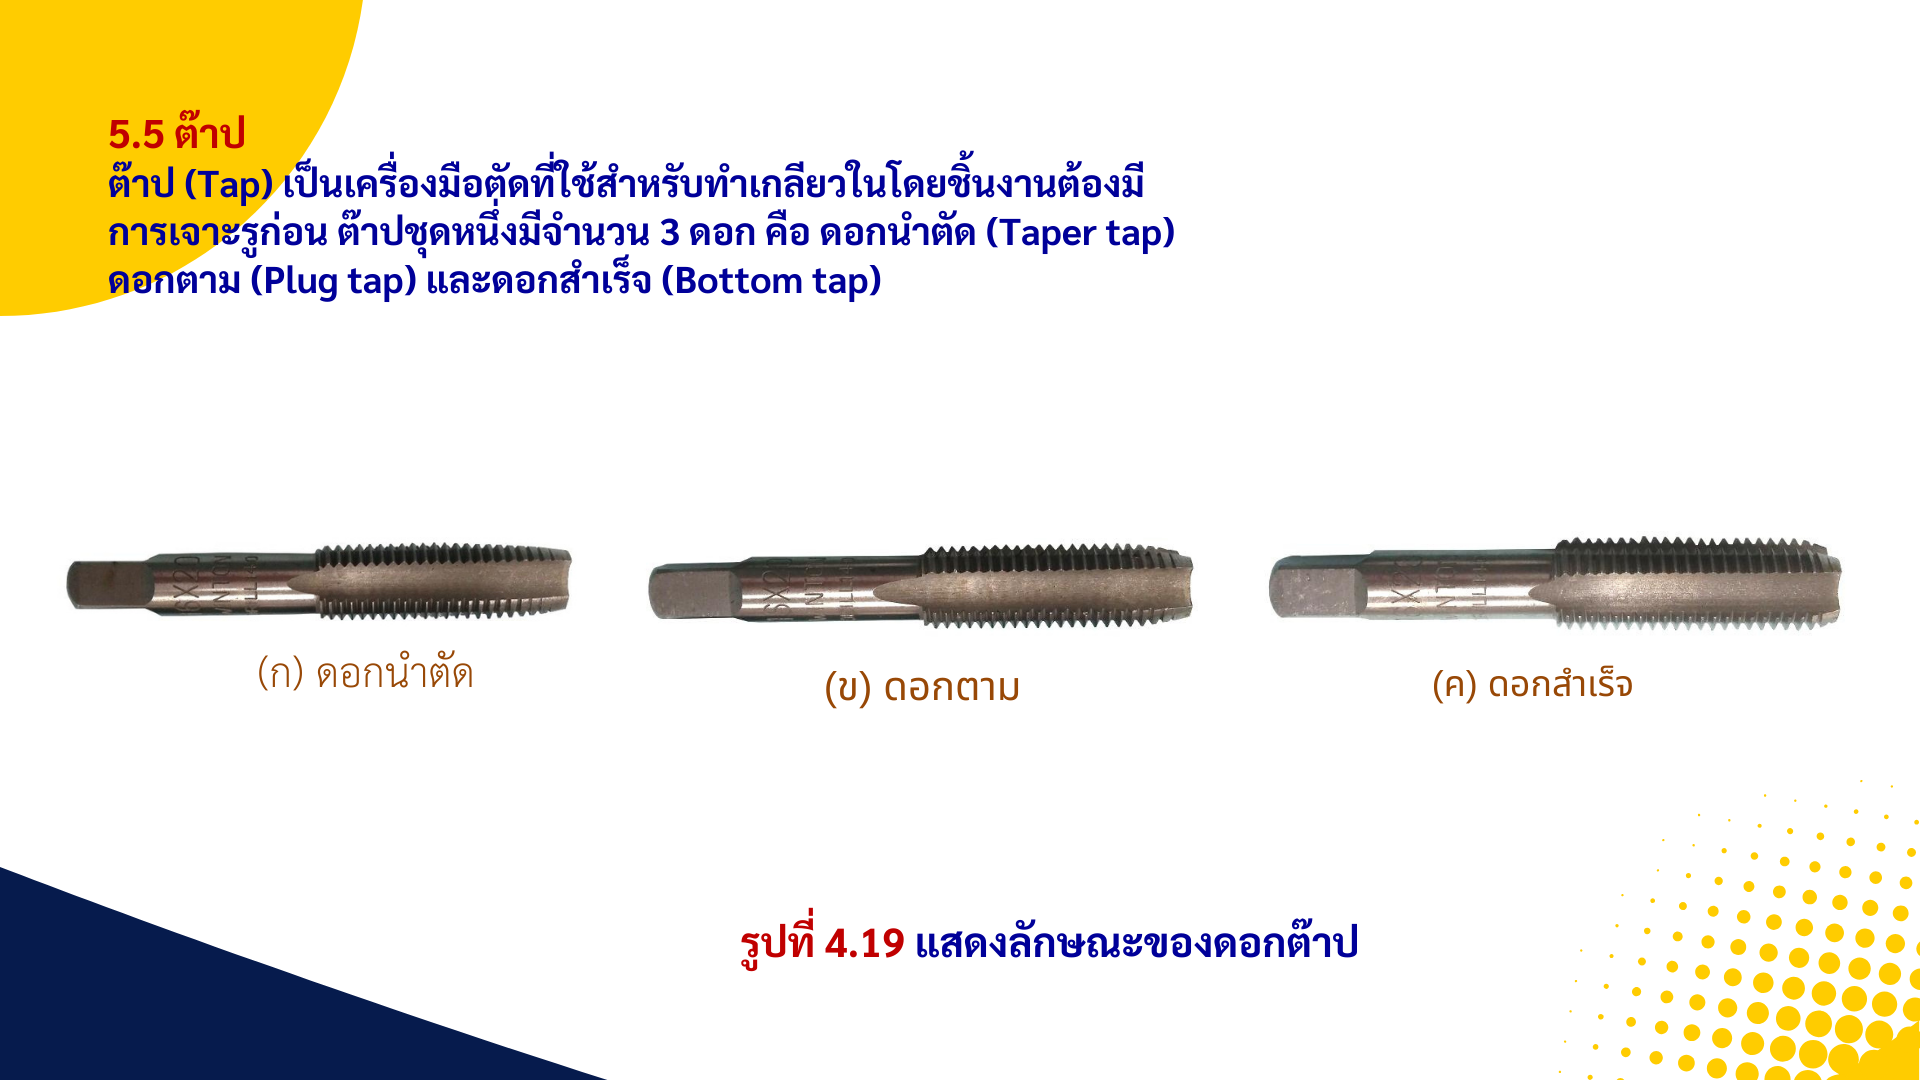 5.5 ต๊าป
ต๊าป (Tap) เป็นเครื่องมือตัดที่ใช้สำหรับทำเกลียวในโดยชิ้นงานต้องมี
การเจาะรูก่อน ต๊าปชุดหนึ่งมีจำนวน 3 ดอก คือ ดอกนำตัด (Taper tap)
ดอกตาม (Plug tap) และดอกสำเร็จ (Bottom tap)
(ก) ดอกนำตัด
(ข) ดอกตาม
(ค) ดอกสำเร็จ
รูปที่ 4.19 แสดงลักษณะของดอกต๊าป